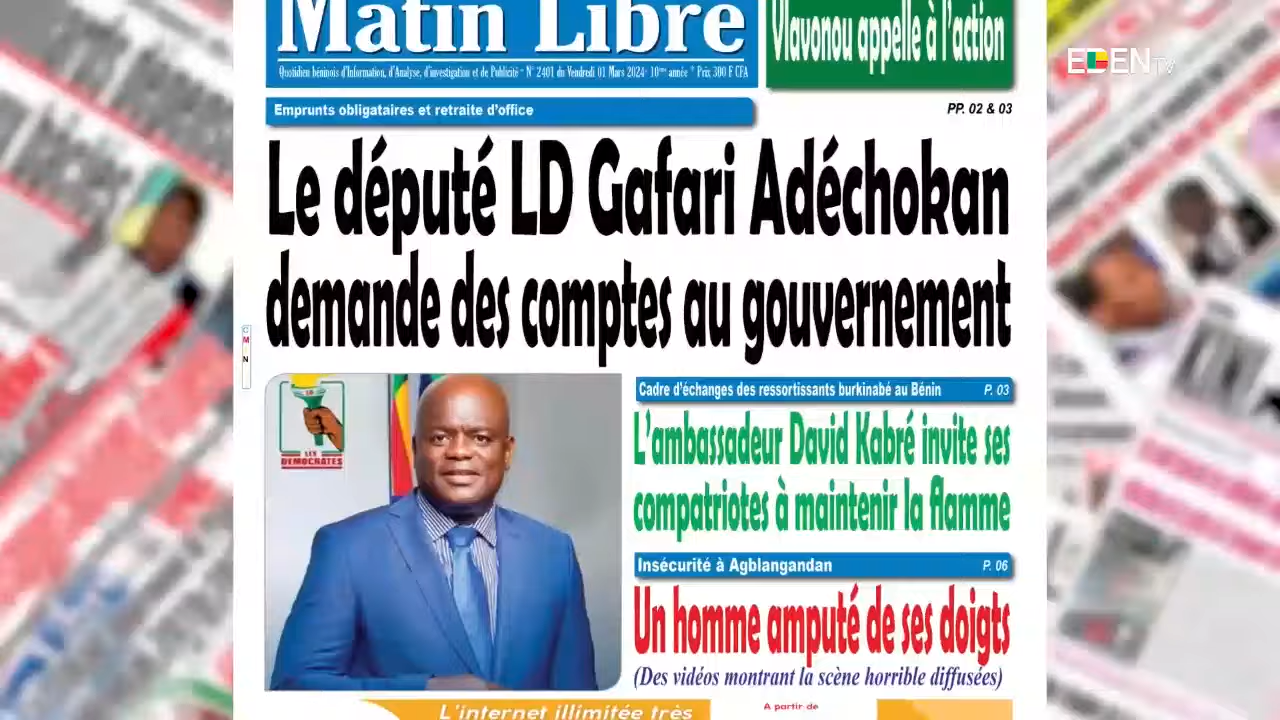 Matin Libre
Quotidien béninois d'Information, d'Analyse, d'investigation et de Publicité - N° 2401 du Vendredi 01 Mars 2024- 10ème année * Prix 300 F CFA
Vlavonou appelle à l'action
PP. 02 & 03
EDEN TV
Emprunts obligataires et retraite d'office
Le député LD Gafari Adéchokan
demande des comptes au gouvernement
C
M
N
LD
LES
DÉMOCRATES
Cadre d'échanges des ressortissants burkinabé au Bénin P. 03
L'ambassadeur David Kabré invite ses
compatriotes à maintenir la flamme
Insécurité à Agblangandan P. 06
Un homme amputé de ses doigts
(Des vidéos montrant la scène horrible diffusées)
L'internet illimitée très
A partir de